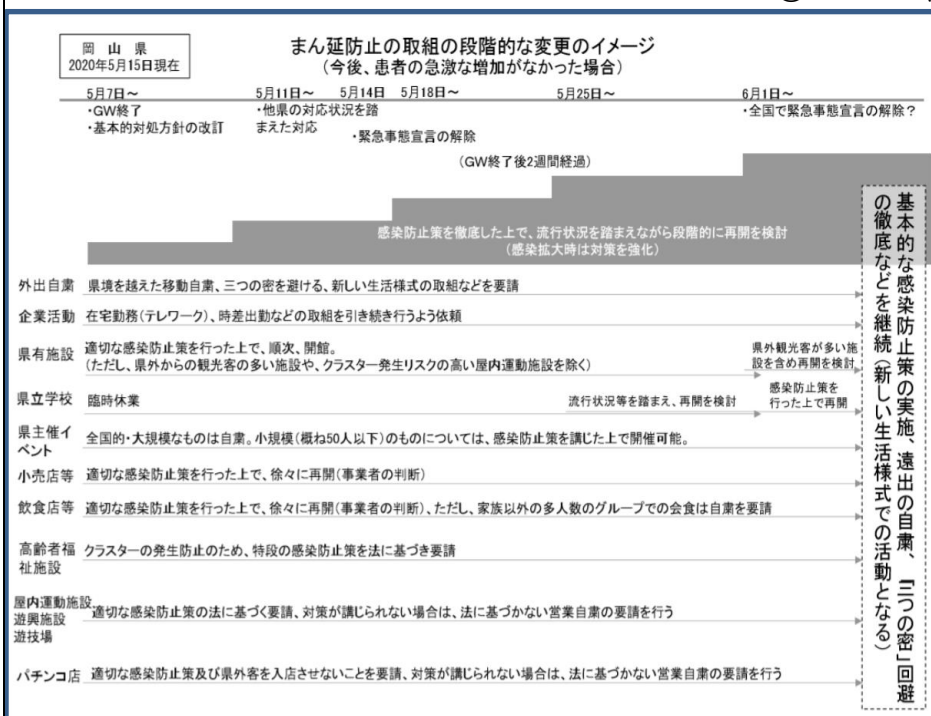 岡 山 県
2020年5月15日現在
まん延防止の取組の段階的な変更のイメージ
（今後、患者の急激な増加がなかった場合）
5月7日～
5月11日～
5月14日
5月18日～
5月25日～
6月1日～
・GW終了
・基本的対処方針の改訂
・他県の対応状況を踏
まえた対応
・緊急事態宣言の解除
・全国で緊急事態宣言の解除？
（GW終了後2週間経過）
感染防止策を徹底した上で、流行状況を踏まえながら段階的に再開を検討
（感染拡大時は対策を強化）
外出自粛
県境を越えた移動自粛、三つの密を避ける、新しい生活様式の取組などを要請
企業活動
在宅勤務（テレワーク）、時差出勤などの取組を引き続き行うよう依頼
県有施設
適切な感染防止策を行った上で、順次、開館。
（ただし、県外からの観光客の多い施設や、クラスター発生リスクの高い屋内運動施設を除く）
県外観光客が多い施
設を含め再開を検討
県立学校
臨時休業
流行状況等を踏まえ、再開を検討
感染防止策を
行った上で再開
県主催イ
ベント
全国的・大規模なものは自粛。小規模（概ね50人以下）のものについては、感染防止策を講じた上で開催可能。
小売店等
適切な感染防止策を行った上で、徐々に再開（事業者の判断）
飲食店等
適切な感染防止策を行った上で、徐々に再開（事業者の判断）、ただし、家族以外の多人数のグループでの会食は自粛を要請
高齢者福
祉施設
クラスターの発生防止のため、特段の感染防止策を法に基づき要請
屋内運動施設
遊興施設
遊技場
適切な感染防止策の法に基づく要請、対策が講じられない場合は、法に基づかない営業自粛の要請を行う
パチンコ店
適切な感染防止策及び県外客を入店させないことを要請、対策が講じられない場合は、法に基づかない営業自粛の要請を行う
基本的な感染防止策の実施、遠出の自粛、「三つの密」回避
の徹底などを継続（新しい生活様式での活動となる）